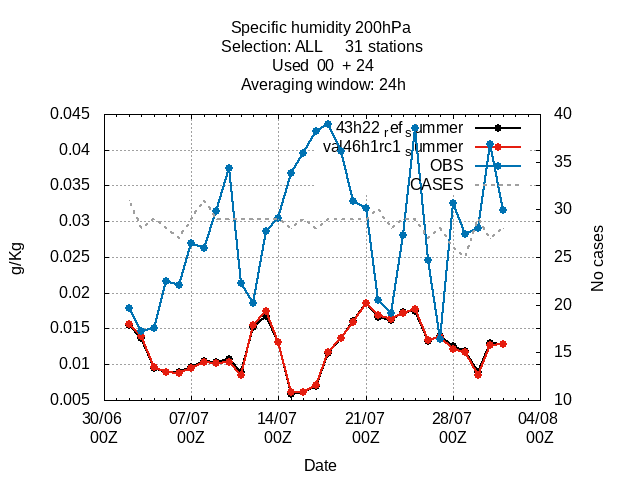 Specific humidity 200hPa
Selection: ALL 31 stations
Used 00 + 24
Averaging window: 24h
0.045
0.04
0.035
0.03
0.025
0.02
0.015
0.01
0.005
40
35
30
25
20
15
10
43h22_ref_summer
val46h1rc1_summer
OBS
CASES
g/Kg
No cases
30/06 00Z
07/07 00Z
14/07 00Z
21/07 00Z
28/07 00Z
04/08 00Z
Date